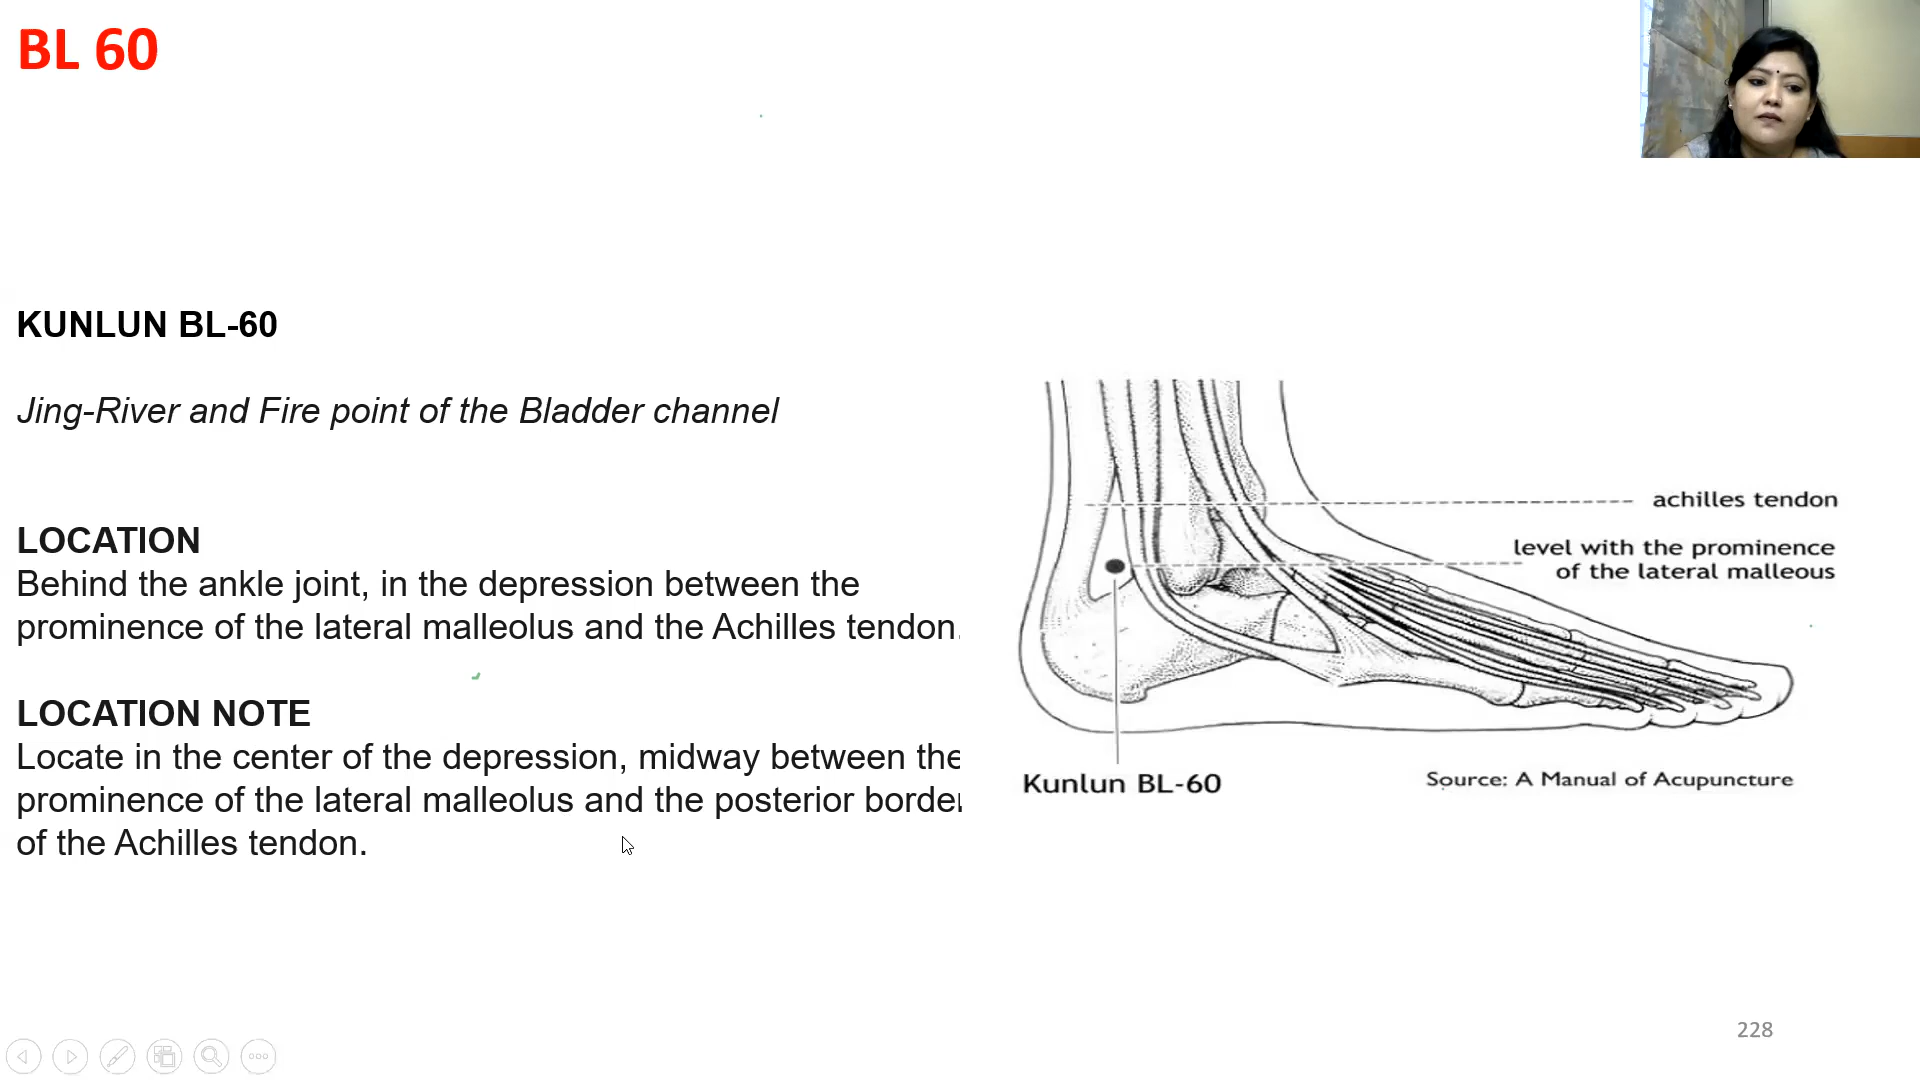 BL 60
KUNLUN BL-60
Jing-River and Fire point of the Bladder channel
LOCATION
Behind the ankle joint, in the depression between the
prominence of the lateral malleolus and the Achilles tendon.
LOCATION NOTE
Locate in the center of the depression, midway between the
prominence of the lateral malleolus and the posterior border
of the Achilles tendon.
achilles tendon
level with the prominence
of the lateral malleous
Kunlun BL-60
Source: A Manual of Acupuncture
228